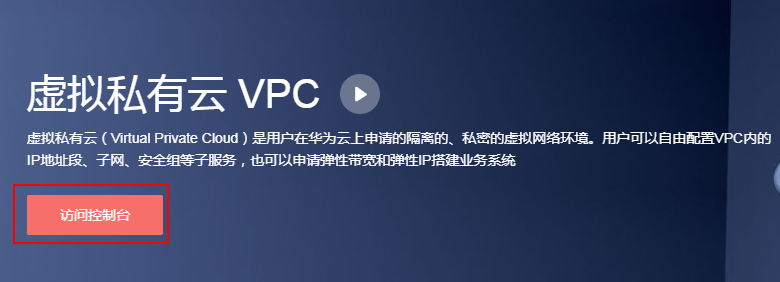 虚拟私有云 VPC
虚拟私有云（Virtual Private Cloud）是用户在华为云上申请的隔离的、私密的虚拟网络环境。用户可以自由配置VPC内的
IP地址段、子网、安全组等子服务，也可以申请弹性带宽和弹性IP搭建业务系统
访问控制台